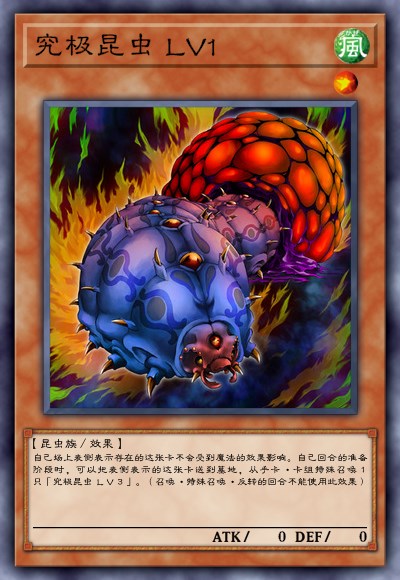 究极昆虫 LV1
風
【昆虫族／效果】
自己场上表侧表示存在的这张卡不会受到魔法的效果影响。自己回合的准备
阶段时，可以把表侧表示的这张卡送到墓地，从手卡·卡组特殊召唤1
只「究极昆虫 LV3」。（召唤·特殊召唤·反转的回合不能使用此效果）
ATK/ 0 DEF/ 0